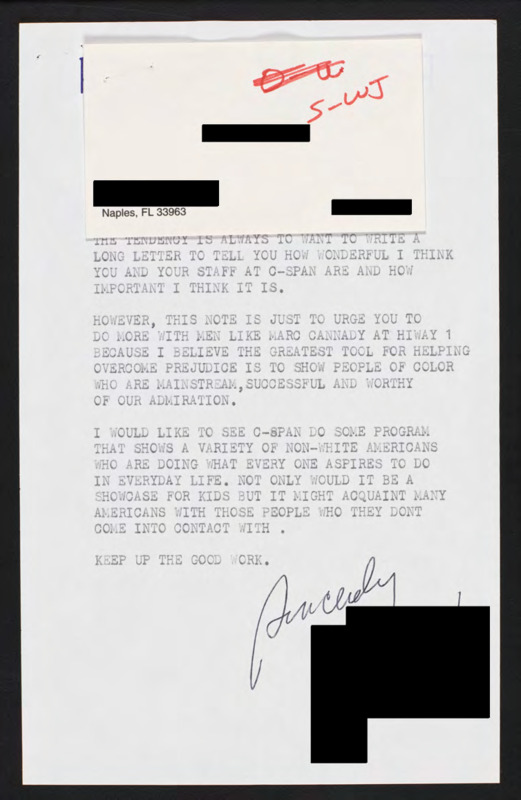 S-WJ
Naples, FL 33963
THE TENDENCY IS ALWAYS TO WANT TO WRITE A
LONG LETTER TO TELL YOU HOW WONDERFUL I THINK
YOU AND YOUR STAFF AT C-SPAN ARE AND HOW
IMPORTANT I THINK IT IS.
HOWEVER, THIS NOTE IS JUST TO URGE YOU TO
DO MORE WITH MEN LIKE MARC CANNADY AT HIWAY 1
BECAUSE I BELIEVE THE GREATEST TOOL FOR HELPING
OVERCOME PREJUDICE IS TO SHOW PEOPLE OF COLOR
WHO ARE MAINSTREAM,SUCCESSFUL AND WORTHY
OF OUR ADMIRATION.
I WOULD LIKE TO SEE C-SPAN DO SOME PROGRAM
THAT SHOWS A VARIETY OF NON-WHITE AMERICANS
WHO ARE DOING WHAT EVERY ONE ASPIRES TO DO
IN EVERYDAY LIFE. NOT ONLY WOULD IT BE A
SHOWCASE FOR KIDS BUT IT MIGHT ACQUAINT MANY
AMERICANS WITH THOSE PEOPLE WHO THEY DONT
COME INTO CONTACT WITH .
KEEP UP THE GOOD WORK.
Sincerely